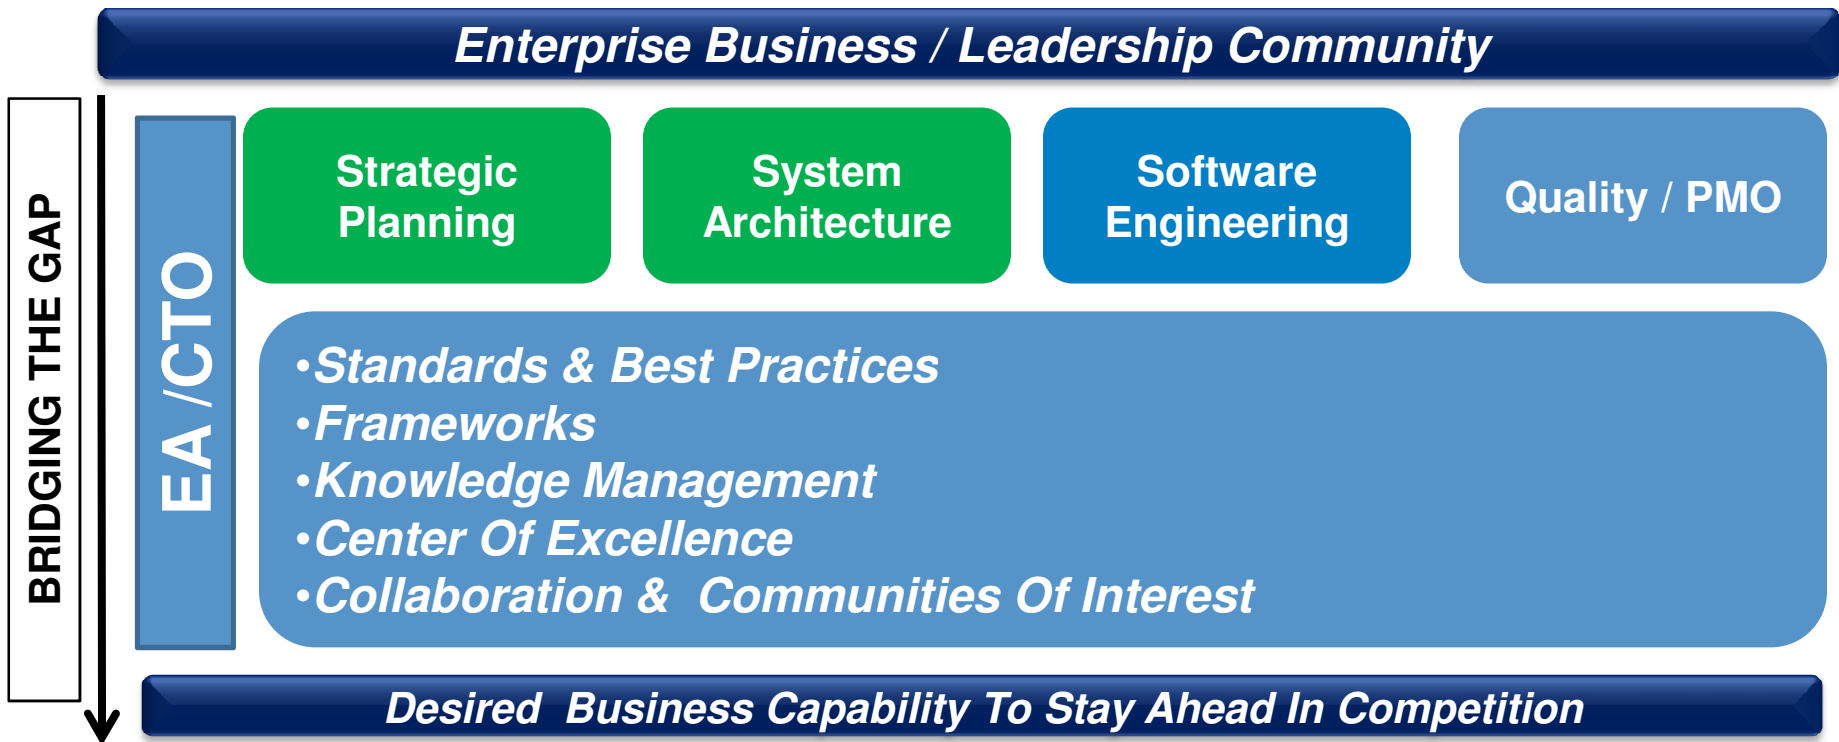 Enterprise Business / Leadership Community
BRIDGING THE GAP
EA /CTO
Strategic
Planning
System
Architecture
Software
Engineering
Quality / PMO
•Standards & Best Practices
•Frameworks
•Knowledge Management
•Center Of Excellence
•Collaboration &  Communities Of Interest
Desired  Business Capability To Stay Ahead In Competition